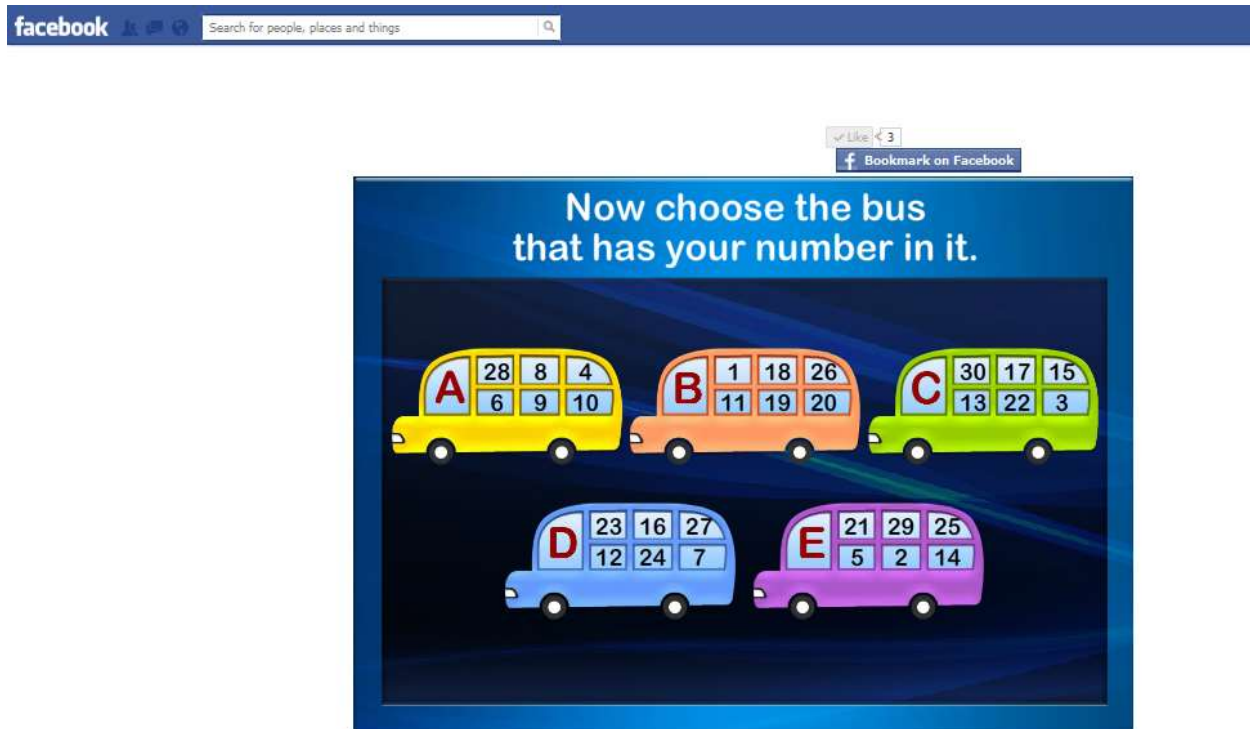 facebook Search for people, places and things
Like 3
f Bookmark on Facebook
Now choose the bus
that has your number in it.
A 28 8 4
6 9 10
B 1 18 26
11 19 20
C 30 17 15
13 22 3
D 23 16 27
12 24 7
E 21 29 25
5 2 14